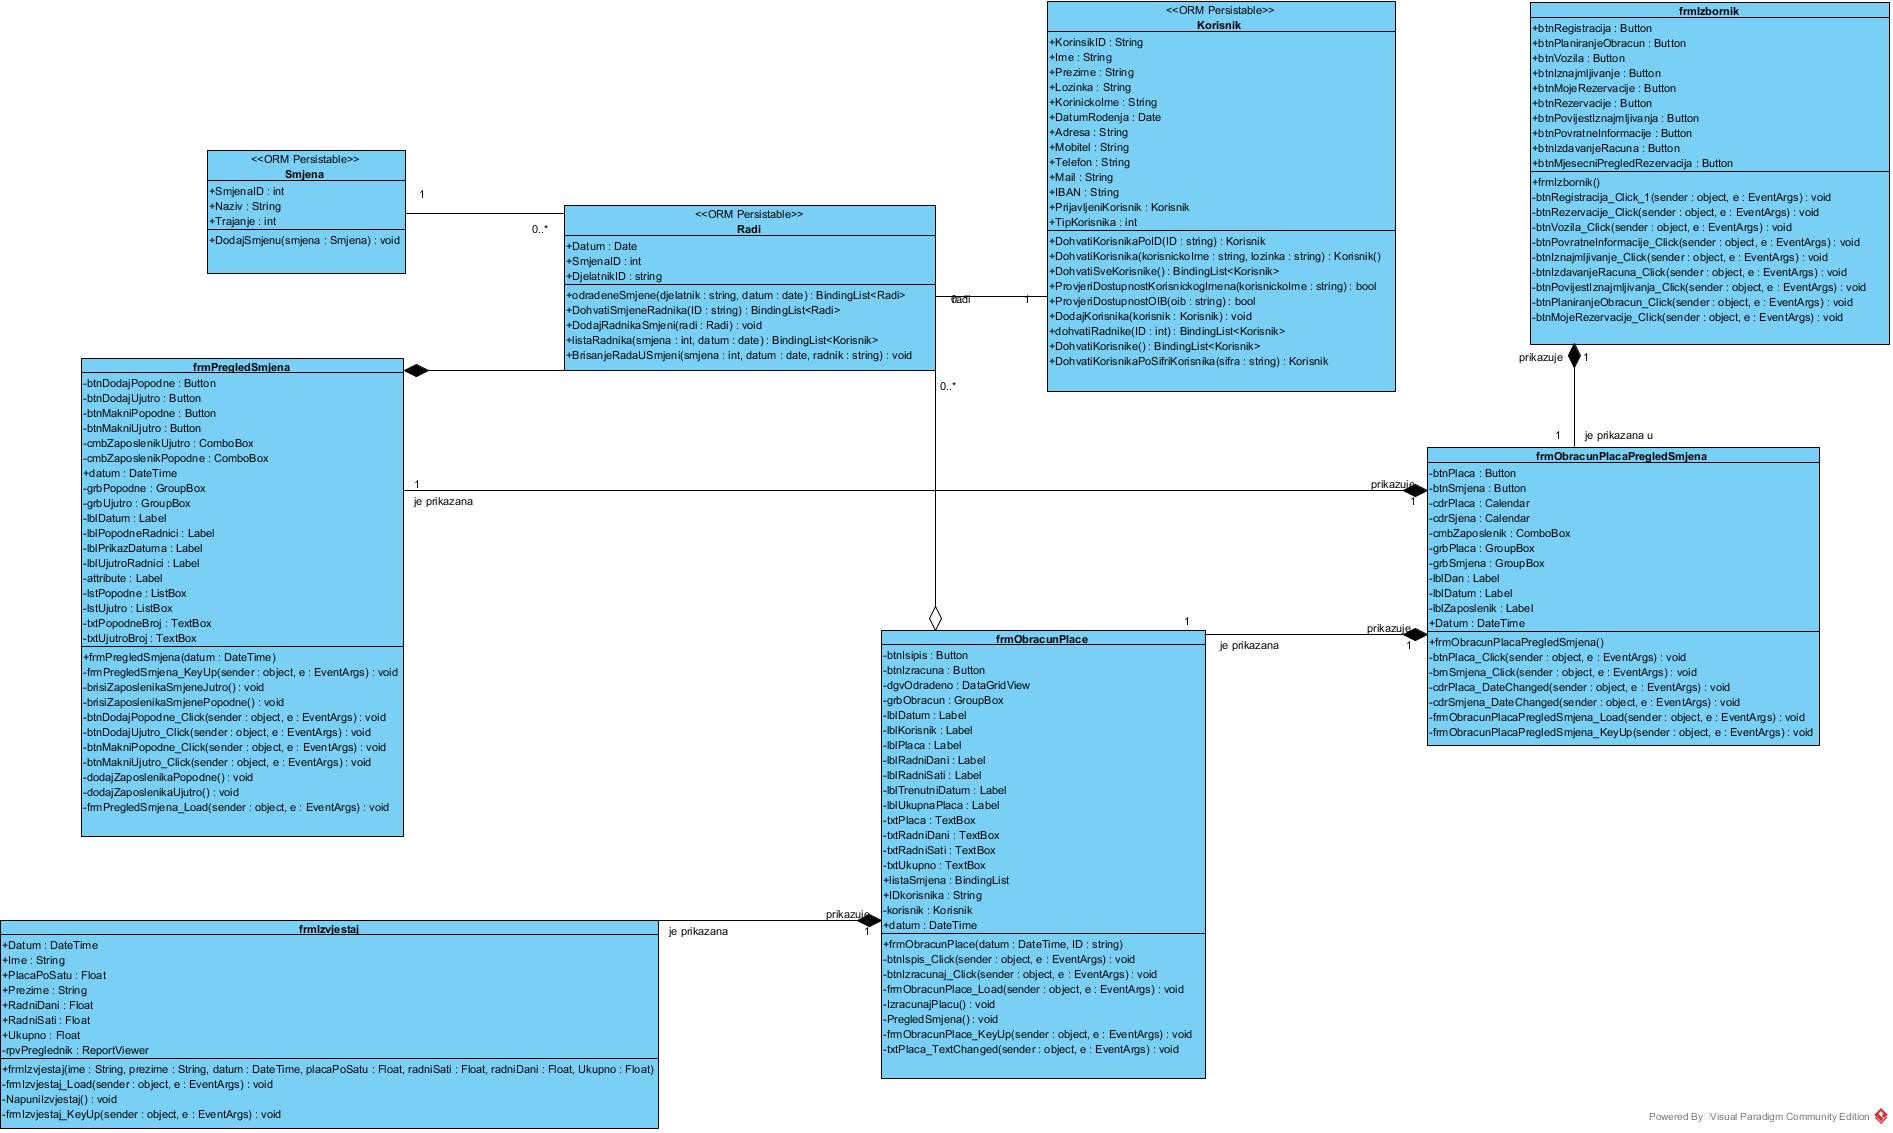 <<ORM Persistable>>
Smjena
+SmjenaID : int
+Naziv : String
+Trajanje : int
+DodajSmjenu(smjena : Smjena) : void
1
0..*
<<ORM Persistable>>
Radi
+Datum : Date
+SmjenaID : int
+DjelatnikID : string
+odradeneSmjene(djelatnik : string, datum : date) : BindingList<Radi>
+DohvatiSmjeneRadnika(ID : string) : BindingList<Radi>
+DodajRadnikaSmjeni(radi : Radi) : void
+listaRadnika(smjena : int, datum : date) : BindingList<Korisnik>
+BrisanjeRadaUSmjeni(smjena : int, datum : date, radnik : string) : void
radi
1
0..*
<<ORM Persistable>>
Korisnik
+KorinsikID : String
+Ime : String
+Prezime : String
+Lozinka : String
+KorinickoIme : String
+DatumRodenja : Date
+Adresa : String
+Mobitel : String
+Telefon : String
+Mail : String
+IBAN : String
+PrijavljeniKorisnik : Korisnik
+TipKorisnika : int
+DohvatiKorisnikaPoID(ID : string) : Korisnik
+DohvatiKorisnika(korisnickoIme : string, lozinka : string) : Korisnik()
+DohvatiSveKorisnike() : BindingList<Korisnik>
+ProvjeriDostupnostKorisnickogImena(korisnickoIme : string) : bool
+ProvjeriDostupnostOIB(oib : string) : bool
+DodajKorisnika(korisnik : Korisnik) : void
+dohvatiRadnike(ID : int) : BindingList<Korisnik>
+DohvatiKorisnike() : BindingList<Korisnik>
+DohvatiKorisnikaPoSifriKorisnika(sifra : string) : Korisnik
frmIzbornik
+btnRegistracija : Button
+btnPlaniranjeObracun : Button
+btnVozila : Button
+btnIznajmljivanje : Button
+btnMojeRezervacije : Button
+btnRezervacije : Button
+btnPovijestIznajmljivanja : Button
+btnPovratneInformacije : Button
+btnIzdavanjeRacuna : Button
+btnMjesecniPregledRezervacija : Button
+frmIzbornik()
-btnRegistracija_Click_1(sender : object, e : EventArgs) : void
-btnRezervacije_Click(sender : object, e : EventArgs) : void
-btnVozila_Click(sender : object, e : EventArgs) : void
-btnPovratneInformacije_Click(sender : object, e : EventArgs) : void
-btnIznajmljivanje_Click(sender : object, e : EventArgs) : void
-btnIzdavanjeRacuna_Click(sender : object, e : EventArgs) : void
-btnPovijestIznajmljivanja_Click(sender : object, e : EventArgs) : void
-btnPlaniranjeObracun_Click(sender : object, e : EventArgs) : void
-btnMojeRezervacije_Click(sender : object, e : EventArgs) : void
prikazuje
1
1
je prikazana u
frmPregledSmjena
-btnDodajPopodne : Button
-btnDodajUjutro : Button
-btnMakniPopodne : Button
-btnMakniUjutro : Button
-cmbZaposlenikUjutro : ComboBox
-cmbZaposlenikPopodne : ComboBox
+datum : DateTime
-grbPopodne : GroupBox
-grbUjutro : GroupBox
-lblDatum : Label
-lblPopodneRadnici : Label
-lblPrikazDatuma : Label
-lblUjutroRadnici : Label
-attribute : Label
-lstPopodne : ListBox
-lstUjutro : ListBox
-txtPopodneBroj : TextBox
-txtUjutroBroj : TextBox
+frmPregledSmjena(datum : DateTime)
-frmPregledSmjena_KeyUp(sender : object, e : EventArgs) : void
-brisiZaposlenikaSmjeneJutro() : void
-brisiZaposlenikaSmjenePopodne() : void
-btnDodajPopodne_Click(sender : object, e : EventArgs) : void
-btnDodajUjutro_Click(sender : object, e : EventArgs) : void
-btnMakniPopodne_Click(sender : object, e : EventArgs) : void
-btnMakniUjutro_Click(sender : object, e : EventArgs) : void
-dodajZaposlenikaPopodne() : void
-dodajZaposlenikaUjutro() : void
-frmPregledSmjena_Load(sender : object, e : EventArgs) : void
1
je prikazana
prikazuje
1
frmObracunPlacaPregledSmjena
-btnPlaca : Button
-btnSmjena : Button
-cdrPlaca : Calendar
-cdrSjena : Calendar
-cmbZaposlenik : ComboBox
-grbPlaca : GroupBox
-grbSmjena : GroupBox
-lblDan : Label
-lblDatum : Label
-lblZaposlenik : Label
+Datum : DateTime
+frmObracunPlacaPregledSmjena()
-btnPlaca_Click(sender : object, e : EventArgs) : void
-brnSmjena_Click(sender : object, e : EventArgs) : void
-cdrPlaca_DateChanged(sender : object, e : EventArgs) : void
-cdrSmjena_DateChanged(sender : object, e : EventArgs) : void
-frmObracunPlacaPregledSmjena_Load(sender : object, e : EventArgs) : void
-frmObracunPlacaPregledSmjena_KeyUp(sender : object, e : EventArgs) : void
1
je prikazana
prikazuje
1
frmObracunPlace
-btnIsipis : Button
-btnIzracuna : Button
-dgvOdradeno : DataGridView
-grbObracun : GroupBox
-lblDatum : Label
-lblKorisnik : Label
-lblPlaca : Label
-lblRadniDani : Label
-lblRadniSati : Label
-lblTrenutniDatum : Label
-lblUkupnaPlaca : Label
-txtPlaca : TextBox
-txtRadniDani : TextBox
-txtRadniSati : TextBox
-txtUkupno : TextBox
+listaSmjena : BindingList
+IDkorisnika : String
-korisnik : Korisnik
+datum : DateTime
+frmObracunPlace(datum : DateTime, ID : string)
-btnIspis_Click(sender : object, e : EventArgs) : void
-btnIzracunaj_Click(sender : object, e : EventArgs) : void
-frmObracunPlace_Load(sender : object, e : EventArgs) : void
-IzracunajPlacu() : void
-PregledSmjena() : void
-frmObracunPlace_KeyUp(sender : object, e : EventArgs) : void
-txtPlaca_TextChanged(sender : object, e : EventArgs) : void
prikazuje
1
je prikazana
frmIzvjestaj
+Datum : DateTime
+Ime : String
+PlacaPoSatu : Float
+Prezime : String
+RadniDani : Float
+RadniSati : Float
+Ukupno : Float
-rpvPreglednik : ReportViewer
+frmIzvjestaj(ime : String, prezime : String, datum : DateTime, placaPoSatu : Float, radniSati : Float, radniDani : Float, Ukupno : Float)
-frmIzvjestaj_Load(sender : object, e : EventArgs) : void
-NapuniIzvjestaj() : void
-frmIzvjestaj_KeyUp(sender : object, e : EventArgs) : void
Powered By Visual Paradigm Community Edition